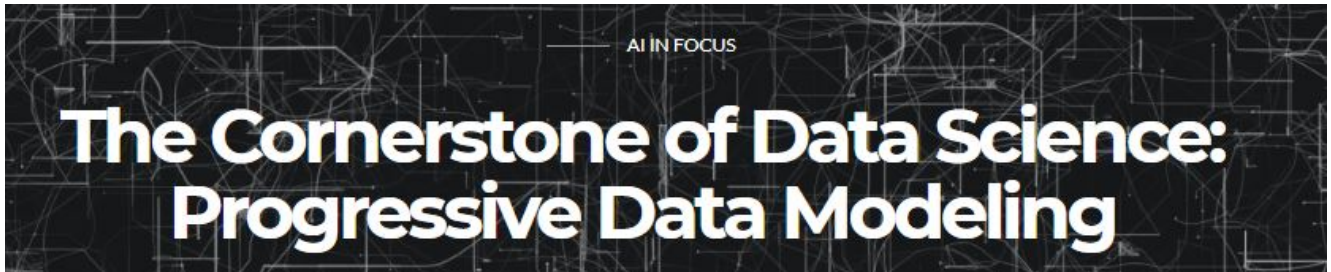 AI IN FOCUS
The Cornerstone of Data Science:
Progressive Data Modeling